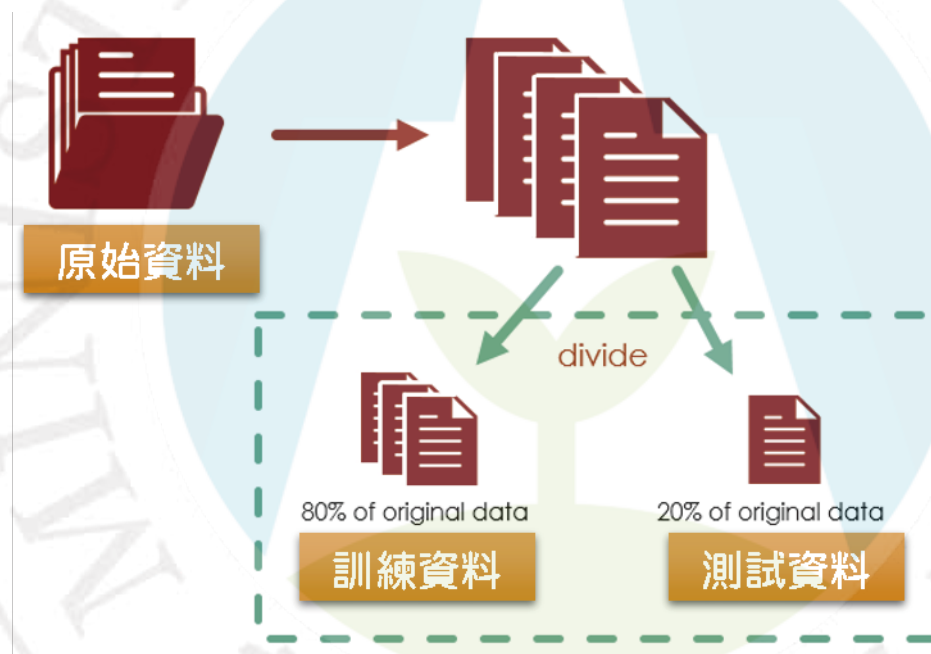 原始資料
divide
80% of original data
20% of original data
訓練資料
測試資料